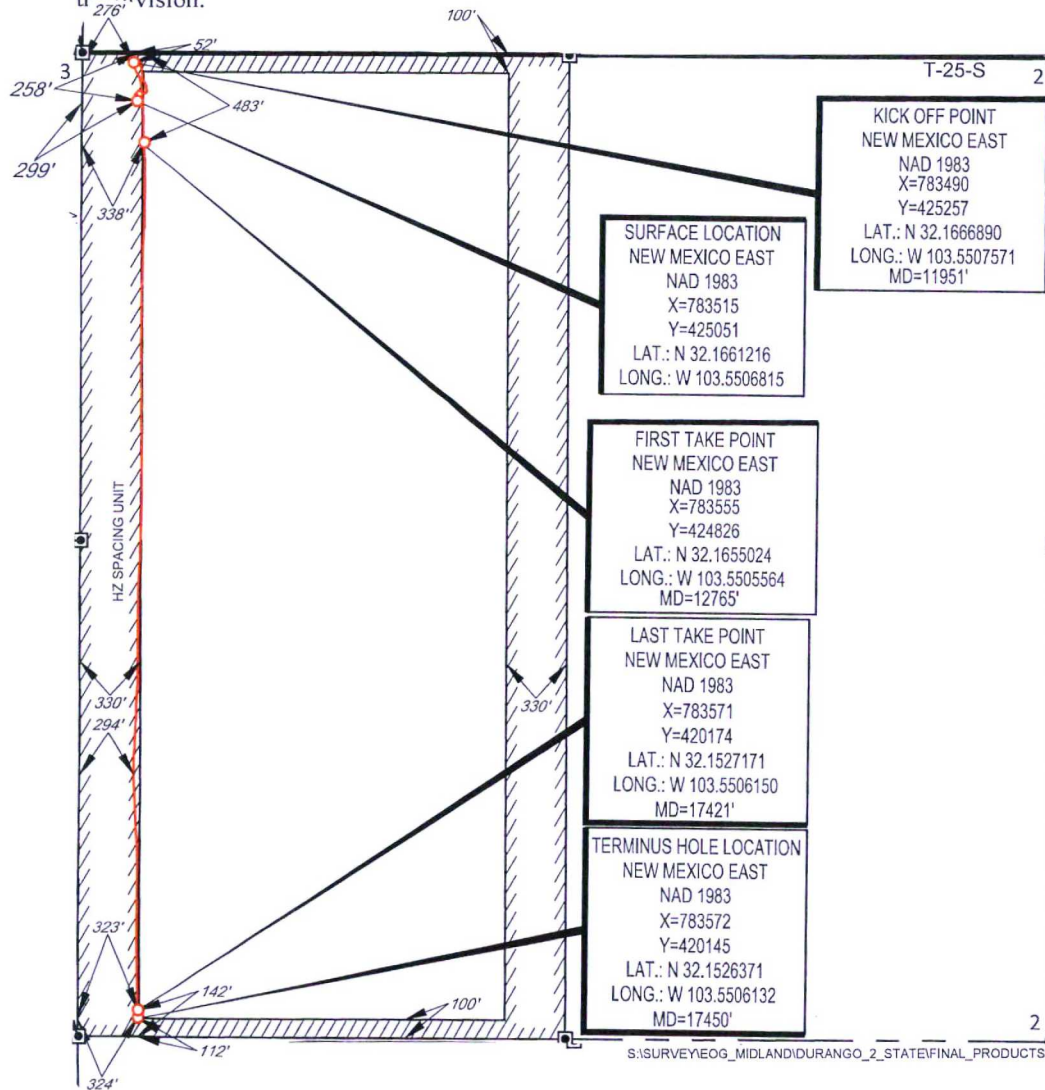 276'
52'
100'
3
T-25-S
2
258'
483'
299'
338'
KICK OFF POINT
NEW MEXICO EAST
NAD 1983
X=783490
Y=425257
LAT.: N 32.1666890
LONG.: W 103.5507571
MD=11951'
SURFACE LOCATION
NEW MEXICO EAST
NAD 1983
X=783515
Y=425051
LAT.: N 32.1661216
LONG.: W 103.5506815
FIRST TAKE POINT
NEW MEXICO EAST
NAD 1983
X=783555
Y=424826
LAT.: N 32.1655024
LONG.: W 103.5505564
MD=12765'
HZ SPACING UNIT
330'
294'
330'
LAST TAKE POINT
NEW MEXICO EAST
NAD 1983
X=783571
Y=420174
LAT.: N 32.1527171
LONG.: W 103.5506150
MD=17421'
TERMINUS HOLE LOCATION
NEW MEXICO EAST
NAD 1983
X=783572
Y=420145
LAT.: N 32.1526371
LONG.: W 103.5506132
MD=17450'
323'
142'
100'
112'
324'
2
S:\SURVEY\EOG_MIDLAND\DURANGO_2_STATE\FINAL_PRODUCTS